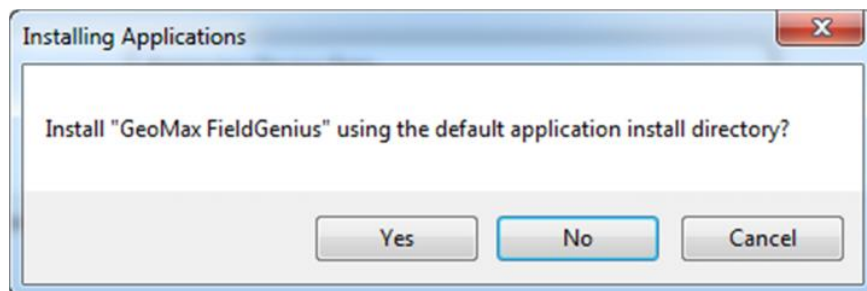 Installing Applications
Install "GeoMax FieldGenius" using the default application install directory?
Yes No Cancel